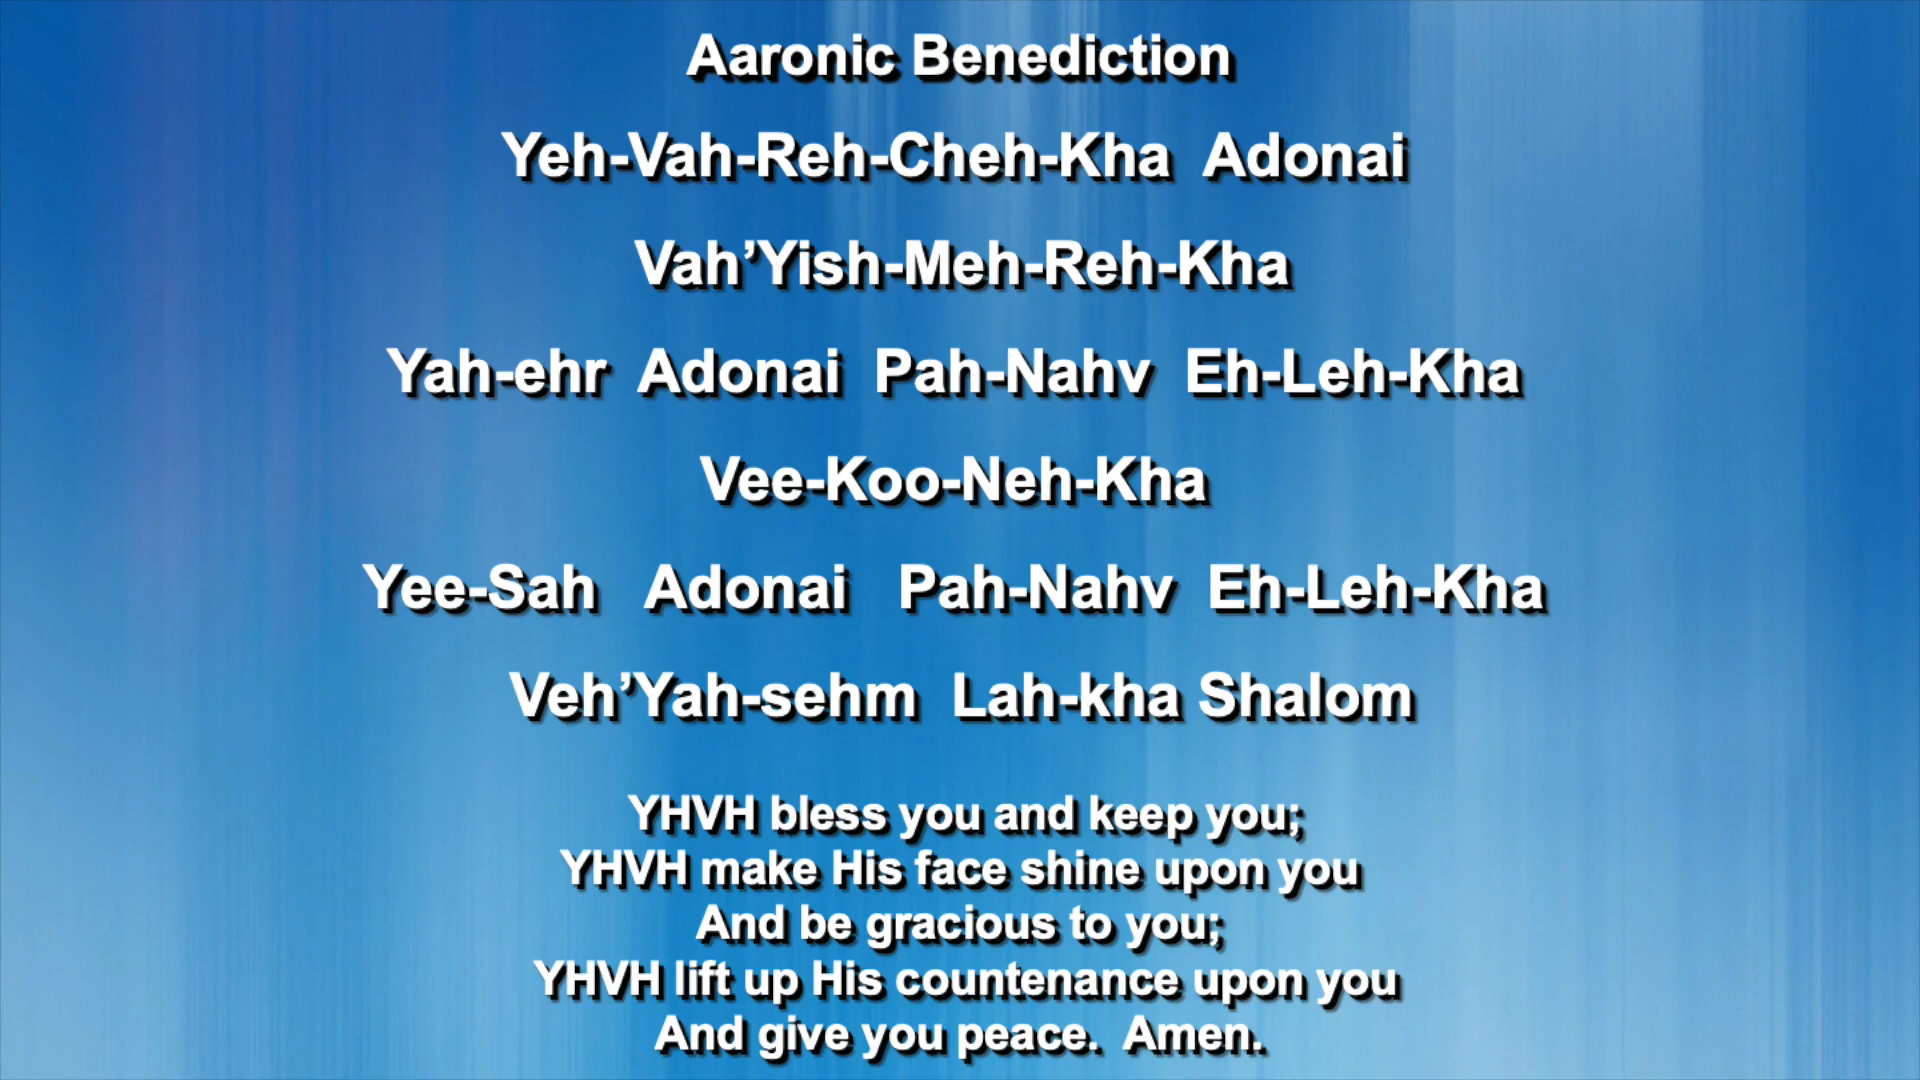 Aaronic Benediction
Yeh-Vah-Reh-Cheh-Kha Adonai
Vah’Yish-Meh-Reh-Kha
Yah-ehr Adonai Pah-Nahv Eh-Leh-Kha
Vee-Koo-Neh-Kha
Yee-Sah Adonai Pah-Nahv Eh-Leh-Kha
Veh’Yah-sehm Lah-kha Shalom
YHVH bless you and keep you;
YHVH make His face shine upon you
And be gracious to you;
YHVH lift up His countenance upon you
And give you peace. Amen.